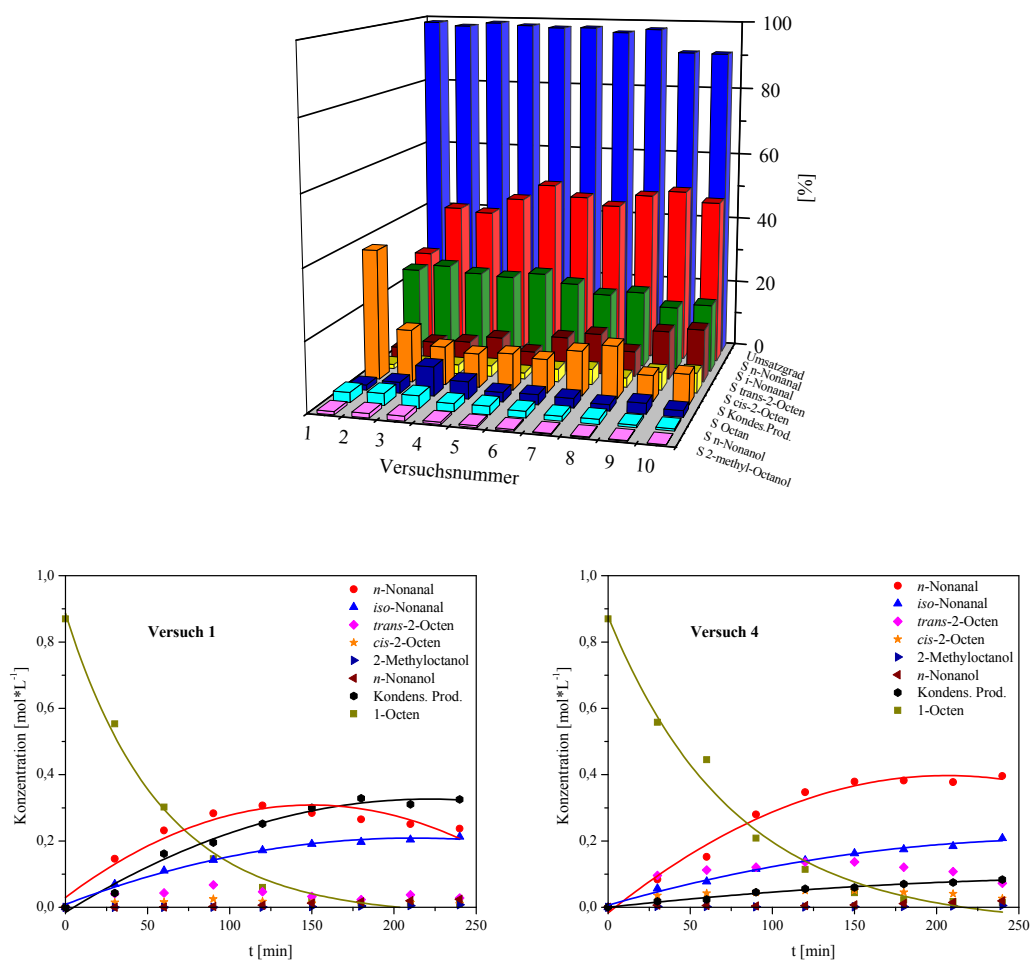 100
80
60
40
20
0
[%]
Umsatzgrad
S n-Nonanal
S i-Nonanal
S trans-2-Octen
S cis-2-Octen
S Kondes.Prod.
S Octan
S n-Nonanol
S 2-methyl-Octanol
1 2 3 4 5 6 7 8 9 10
Versuchsnummer
1,0
0,8
0,6
0,4
0,2
0,0
Konzentration [mol*L-1]
Versuch 1
n-Nonanal
iso-Nonanal
trans-2-Octen
cis-2-Octen
2-Methyloctanol
n-Nonanol
Kondens. Prod.
1-Octen
0 50 100 150 200 250
t [min]
1,0
0,8
0,6
0,4
0,2
0,0
Konzentration [mol*L-1]
Versuch 4
n-Nonanal
iso-Nonanal
trans-2-Octen
cis-2-Octen
2-Methyloctanol
n-Nonanol
Kondens. Prod.
1-Octen
0 50 100 150 200 250
t [min]